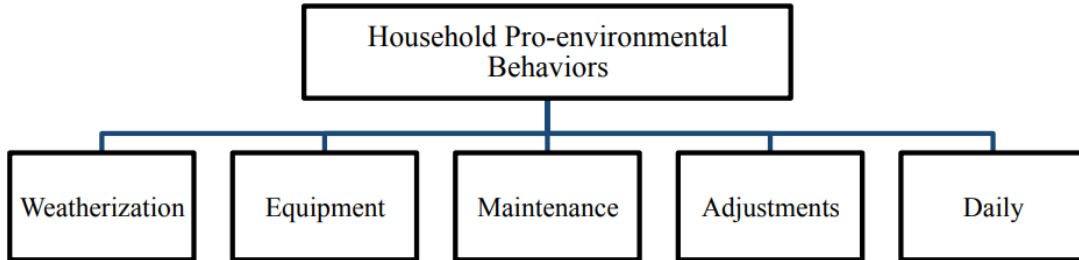 Household Pro-environmental
Behaviors
Weatherization
Equipment
Maintenance
Adjustments
Daily